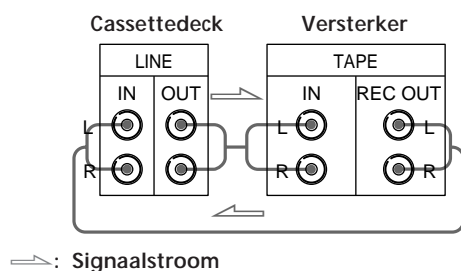 Cassettedeck Versterker
LINE TAPE
IN OUT IN REC OUT
L L L
R R R
: Signaalstroom